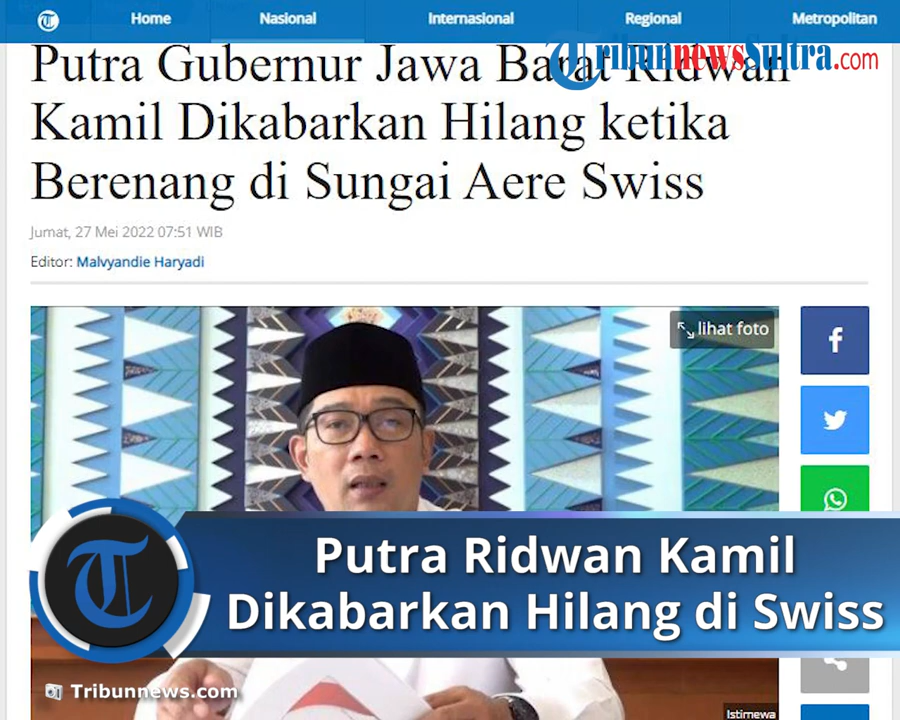 Home Nasional Internasional Regional Metropolitan
TribunnewsSultra.com
Putra Gubernur Jawa Barat Ridwan
Kamil Dikabarkan Hilang ketika
Berenang di Sungai Aere Swiss
Jumat, 27 Mei 2022 07:51 WIB
Editor: Malvyandie Haryadi
lihat foto
Putra Ridwan Kamil
Dikabarkan Hilang di Swiss
Tribunnews.com
Istimewa